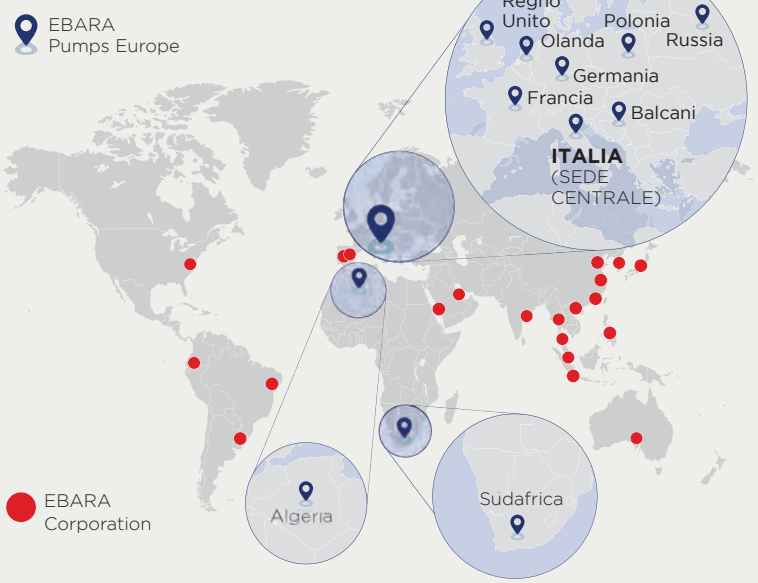 EBARA
Pumps Europe
Regno
Unito
Polonia
Olanda
Russia
Germania
Francia
Balcani
ITALIA
(SEDE
CENTRALE)
Algeria
Sudafrica
EBARA
Corporation